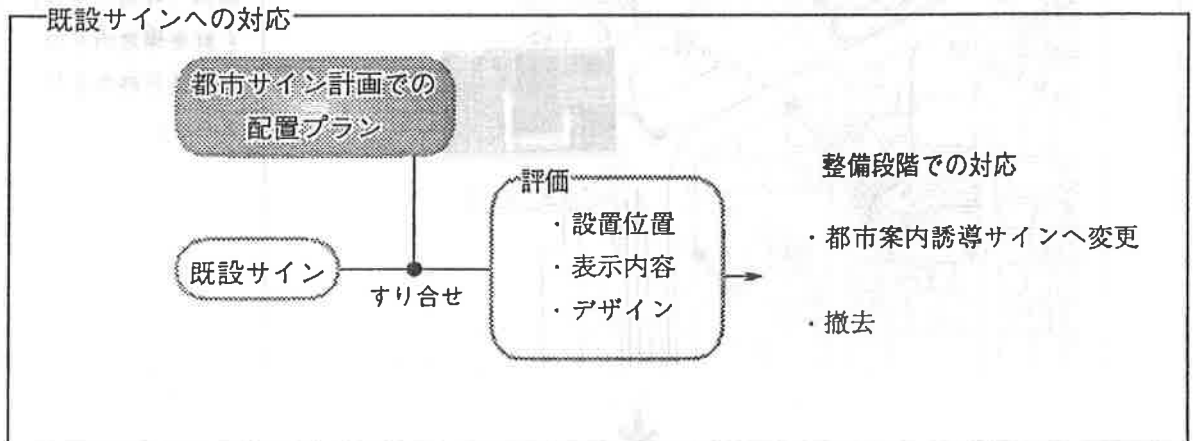 既設サインへの対応
都市サイン計画での
配置プラン
既設サイン
すり合せ
評価
・設置位置
・表示内容
・デザイン
整備段階での対応
・都市案内誘導サインへ変更
・撤去